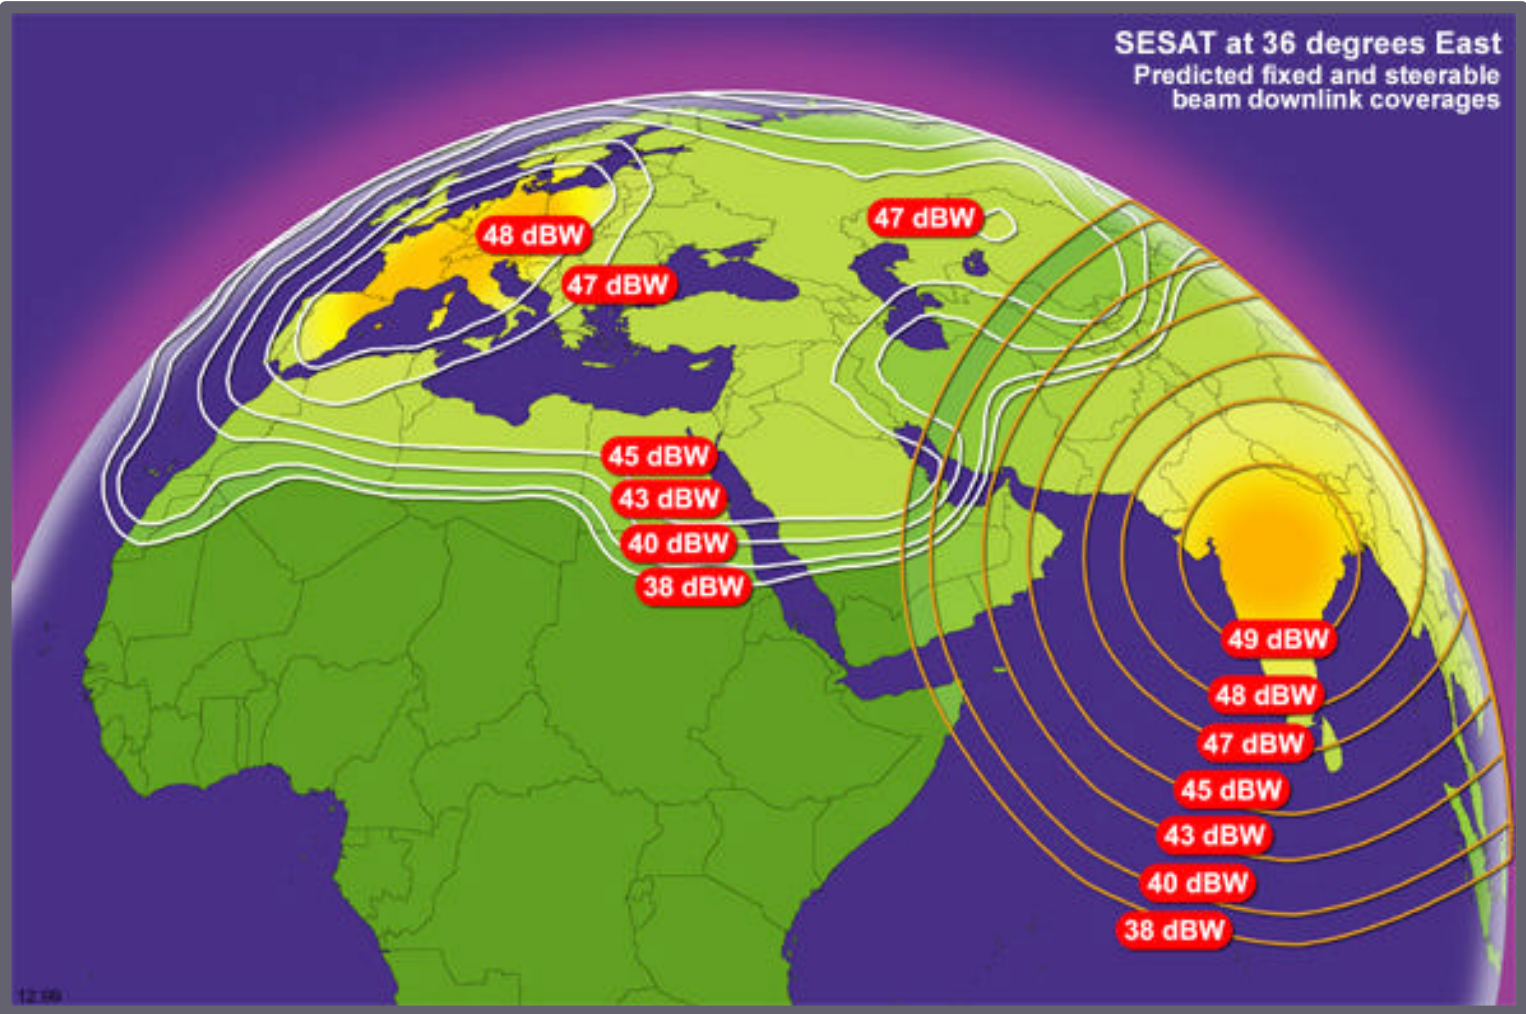 SESAT at 36 degrees East
Predicted fixed and steerable
beam downlink coverages
47 dBW
48 dBW
47 dBW
45 dBW
43 dBW
40 dBW
38 dBW
49 dBW
48 dBW
47 dBW
45 dBW
43 dBW
40 dBW
38 dBW